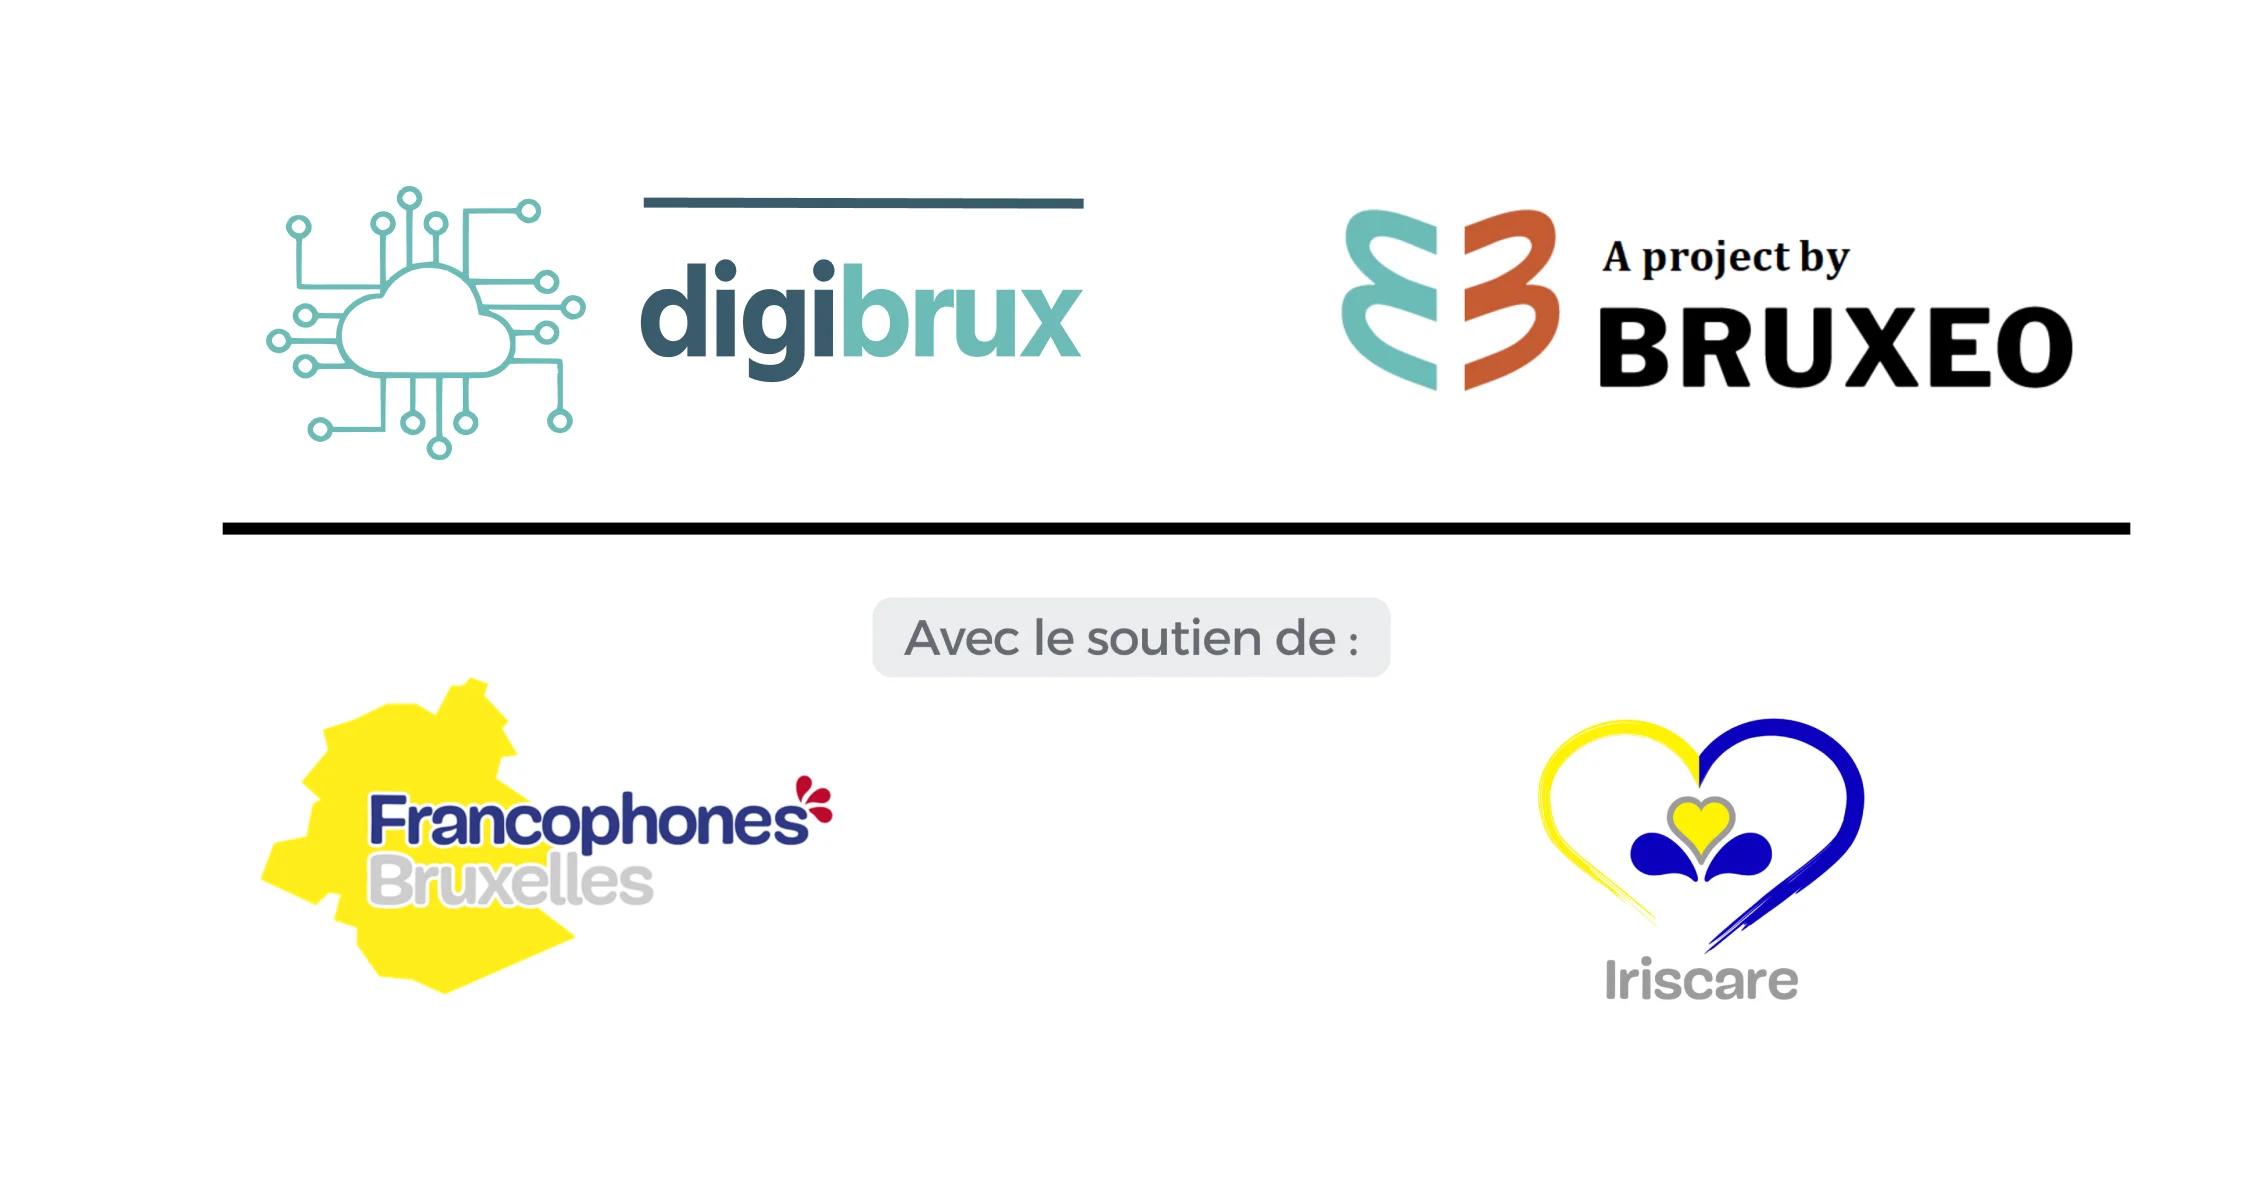 digibrux
A project by
BRUXEO
Avec le soutien de :
Francophones
Bruxelles
Iriscare